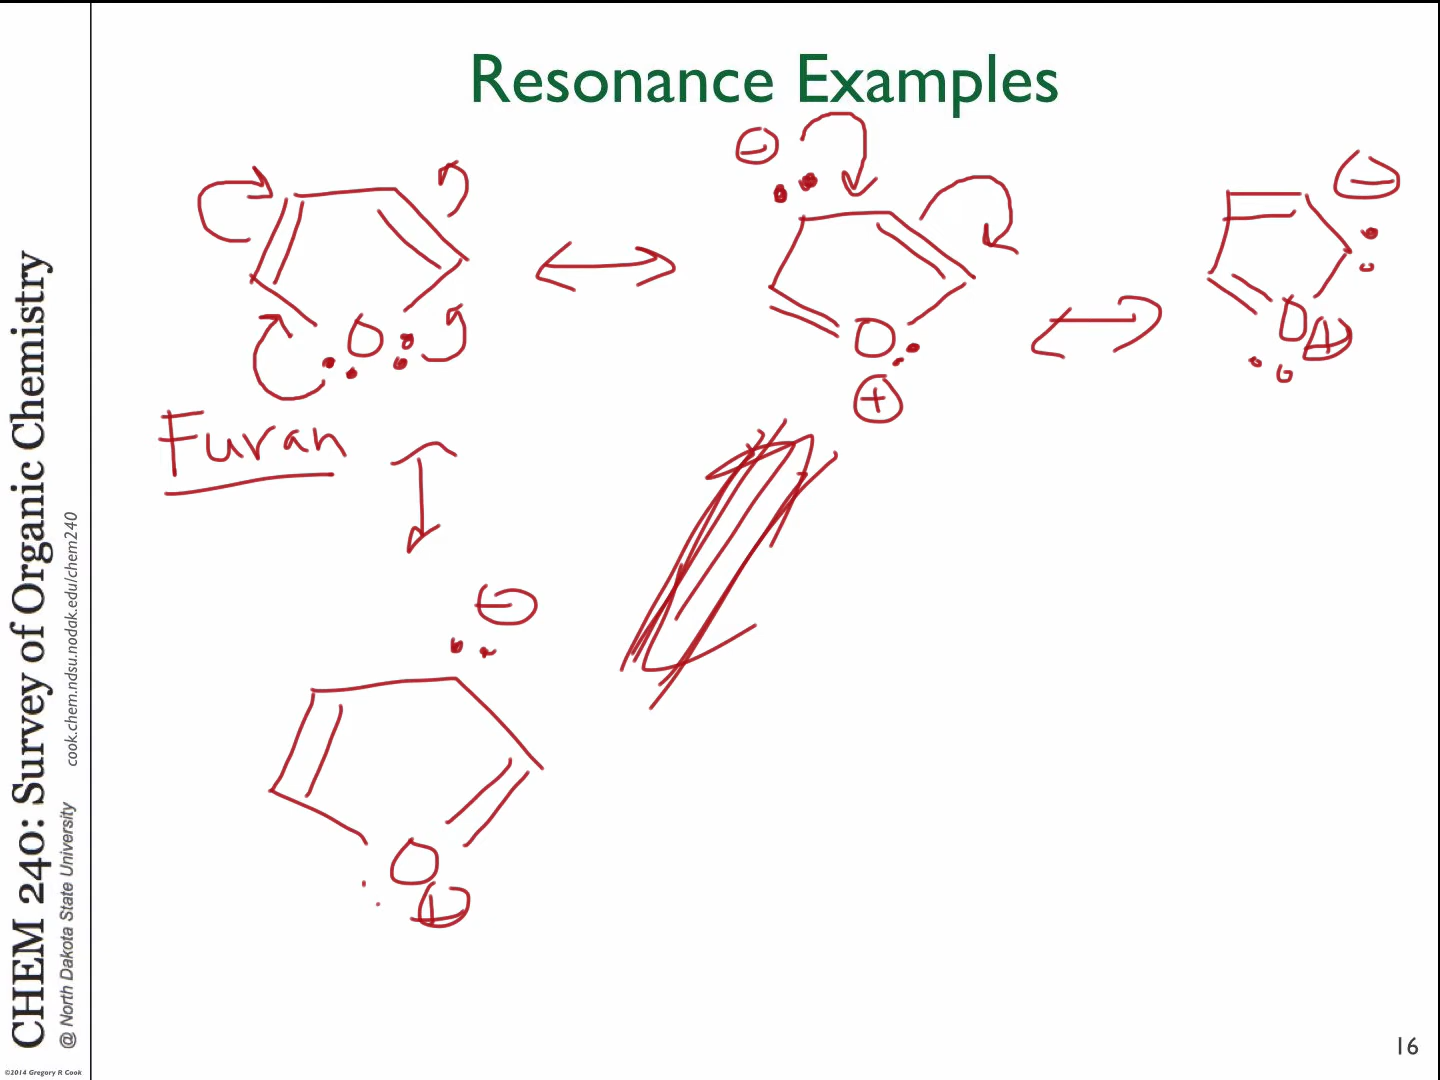 Resonance Examples
CHEM 240: Survey of Organic Chemistry
@ North Dakota State University
cook.chem.ndsu.nodak.edu/chem240
©2014 Gregory R Cook
O
O
O
Furan
O
16